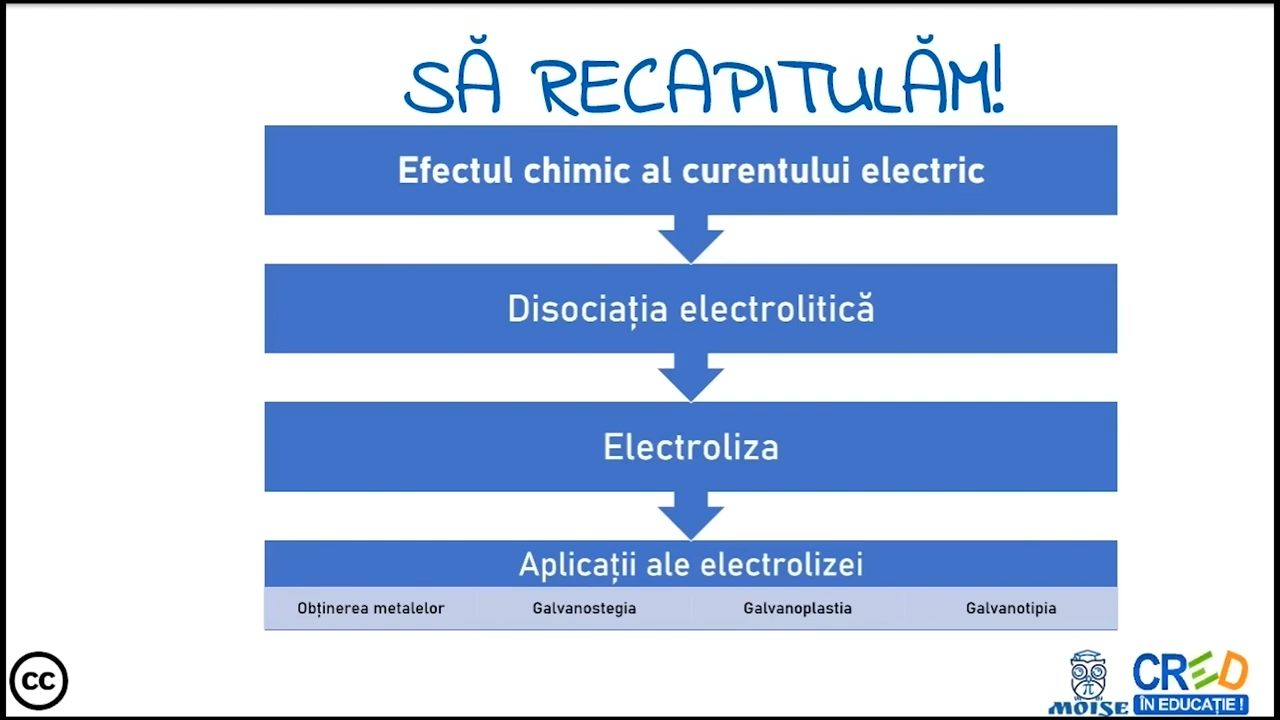 SĂ RECAPITULĂM!
Efectul chimic al curentului electric
Disociația electrolitică
Electroliza
Aplicații ale electrolizei
Obținerea metalelor
Galvanostegia
Galvanoplastia
Galvanotipia
cc
π
MOISE
CRED
ÎN EDUCAȚIE !